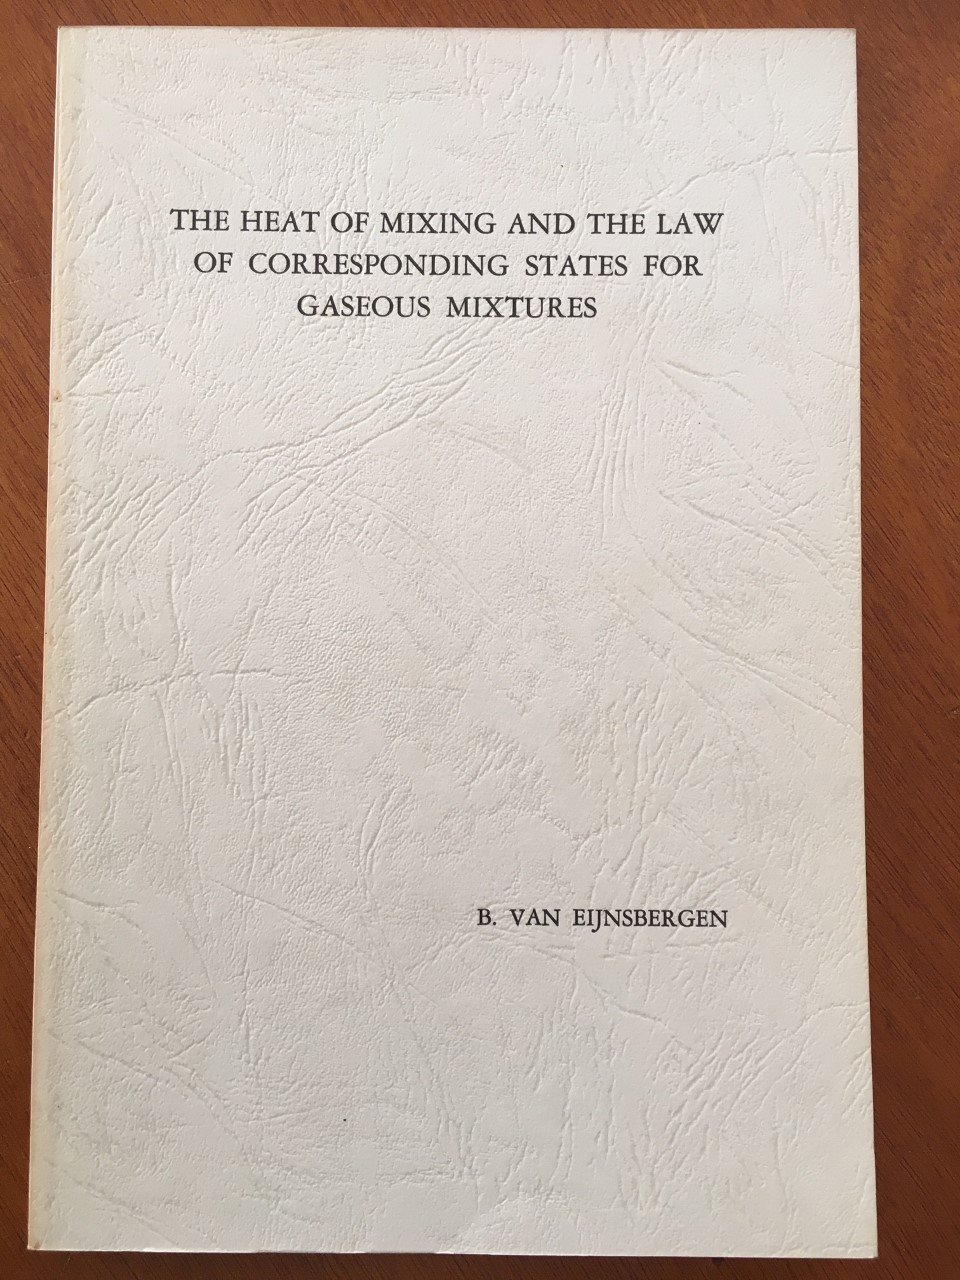 THE HEAT OF MIXING AND THE LAW
OF CORRESPONDING STATES FOR
GASEOUS MIXTURES
B. VAN EIJNSBERGEN